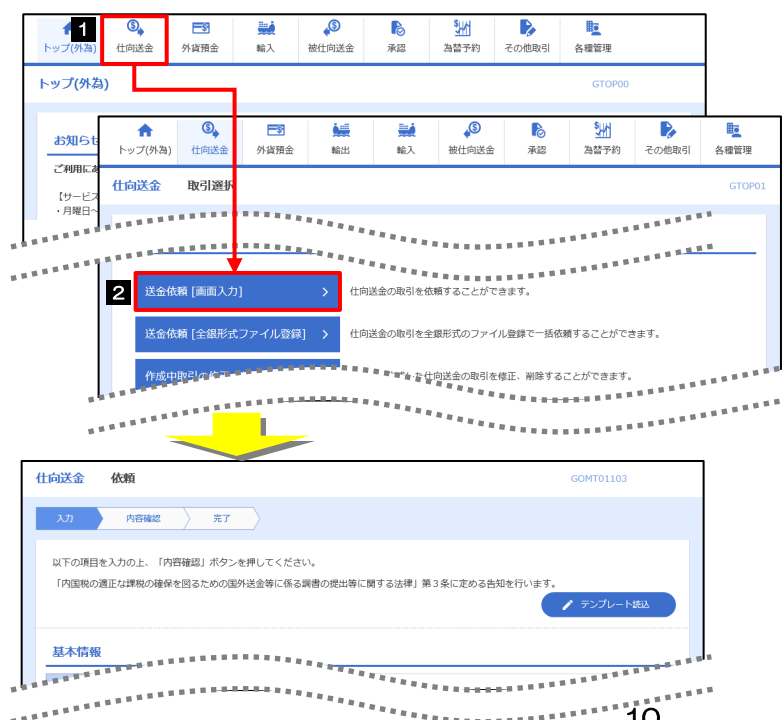 1
トップ(外為) 仕向送金 外貨預金 輸入 被仕向送金 承認 為替予約 その他取引 各種管理
トップ(外為) GTOP00
お知らせ
ご利用にあ
【サービス
・月曜日～
トップ(外為) 仕向送金 外貨預金 輸出 輸入 被仕向送金 承認 為替予約 その他取引 各種管理
仕向送金 取引選択 GTOP01
2
送金依頼 [画面入力] 仕向送金の取引を依頼することができます。
送金依頼 [全銀形式ファイル登録] 仕向送金の取引を全銀形式のファイル登録で一括依頼することができます。
作成中取引の 仕向送金の取引を修正、削除することができます。
仕向送金 依頼 GOMT01103
入力 内容確認 完了
以下の項目を入力の上、「内容確認」ボタンを押してください。
「内国税の適正な課税の確保を図るための国外送金等に係る調書の提出等に関する法律」第３条に定める告知を行います。
テンプレート読込
基本情報